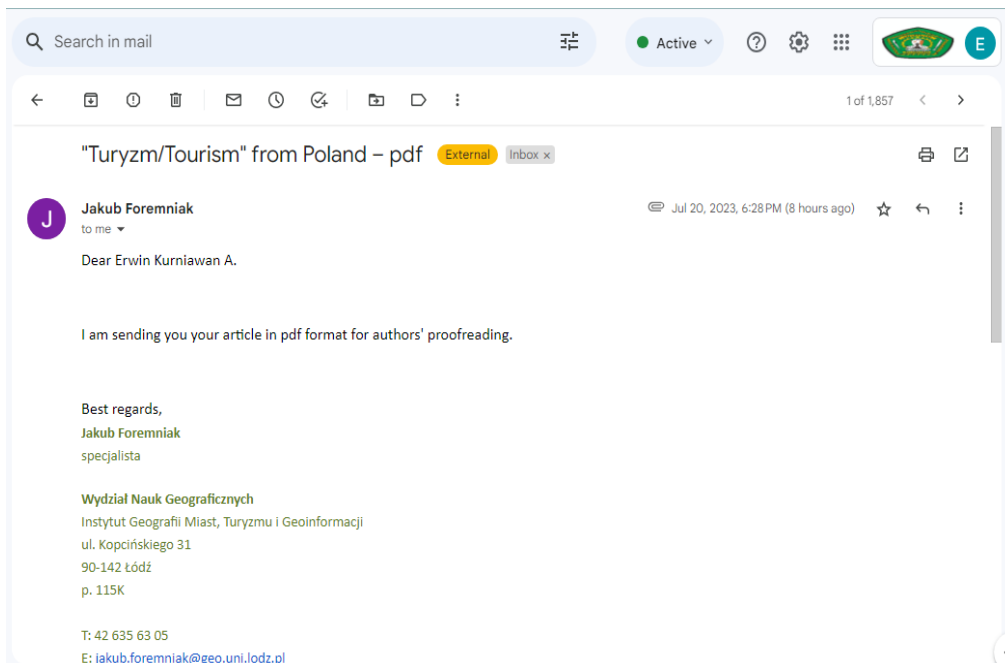 Search in mail
Active
E
1 of 1,857
"Turyzm/Tourism" from Poland – pdf External Inbox x
J
Jakub Foremniak
Jul 20, 2023, 6:28 PM (8 hours ago)
to me
Dear Erwin Kurniawan A.
I am sending you your article in pdf format for authors' proofreading.
Best regards,
Jakub Foremniak
specjalista
Wydział Nauk Geograficznych
Instytut Geografii Miast, Turyzmu i Geoinformacji
ul. Kopcińskiego 31
90-142 Łódź
p. 115K
T: 42 635 63 05
E: jakub.foremniak@geo.uni.lodz.pl